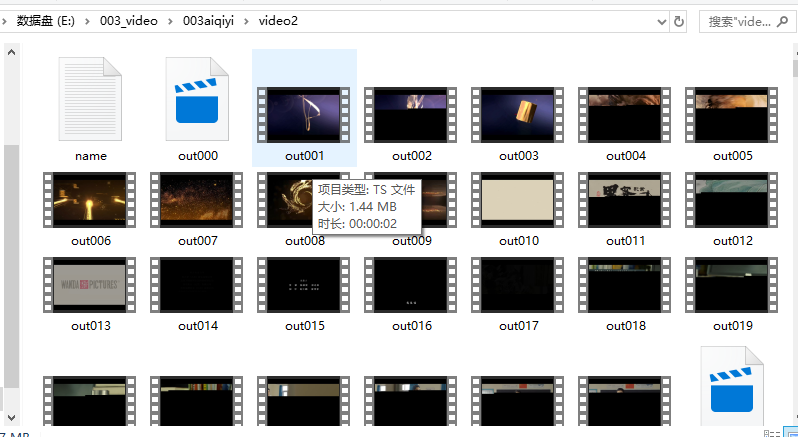 数据盘 (E:) > 003_video > 003aiqiyi > video2
搜索"vide...
name
out000
out001
out002
out003
out004
out005
项目类型: TS 文件
大小: 1.44 MB
时长: 00:00:02
out006
out007
out008
out009
out010
out011
out012
WANDA PICTURES
out013
out014
out015
out016
out017
out018
out019
7 MB